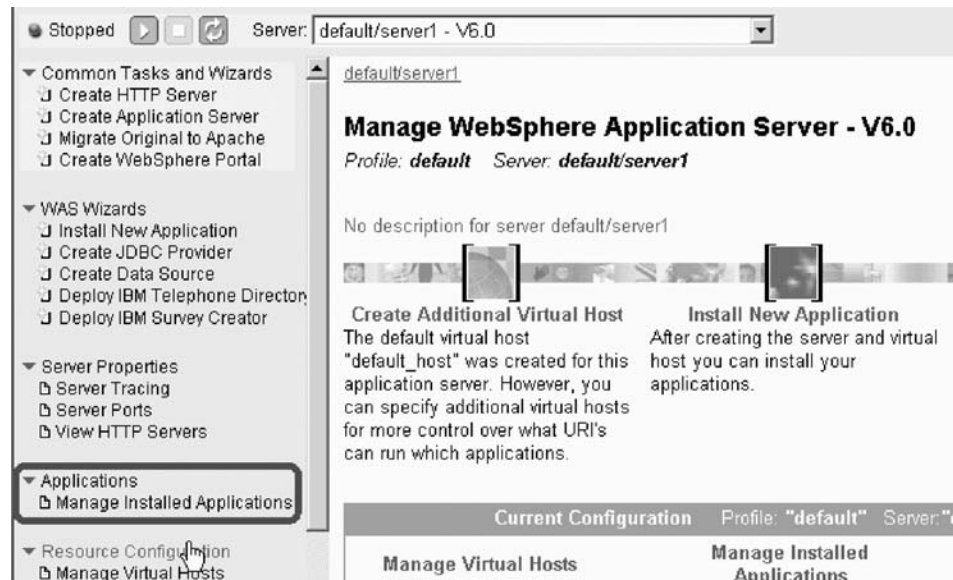 Stopped Server: default/server1 - V6.0
Common Tasks and Wizards
Create HTTP Server
Create Application Server
Migrate Original to Apache
Create WebSphere Portal
WAS Wizards
Install New Application
Create JDBC Provider
Create Data Source
Deploy IBM Telephone Directory
Deploy IBM Survey Creator
Server Properties
Server Tracing
Server Ports
View HTTP Servers
Applications
Manage Installed Applications
Resource Configuration
Manage Virtual Hosts
default/server1
Manage WebSphere Application Server - V6.0
Profile: default Server: default/server1
No description for server default/server1
Create Additional Virtual Host
The default virtual host
"default_host" was created for this
application server. However, you
can specify additional virtual hosts
for more control over what URI's
can run which applications.
Install New Application
After creating the server and virtual
host you can install your
applications.
Current Configuration Profile: "default" Server:"
Manage Virtual Hosts
Manage Installed
Applications